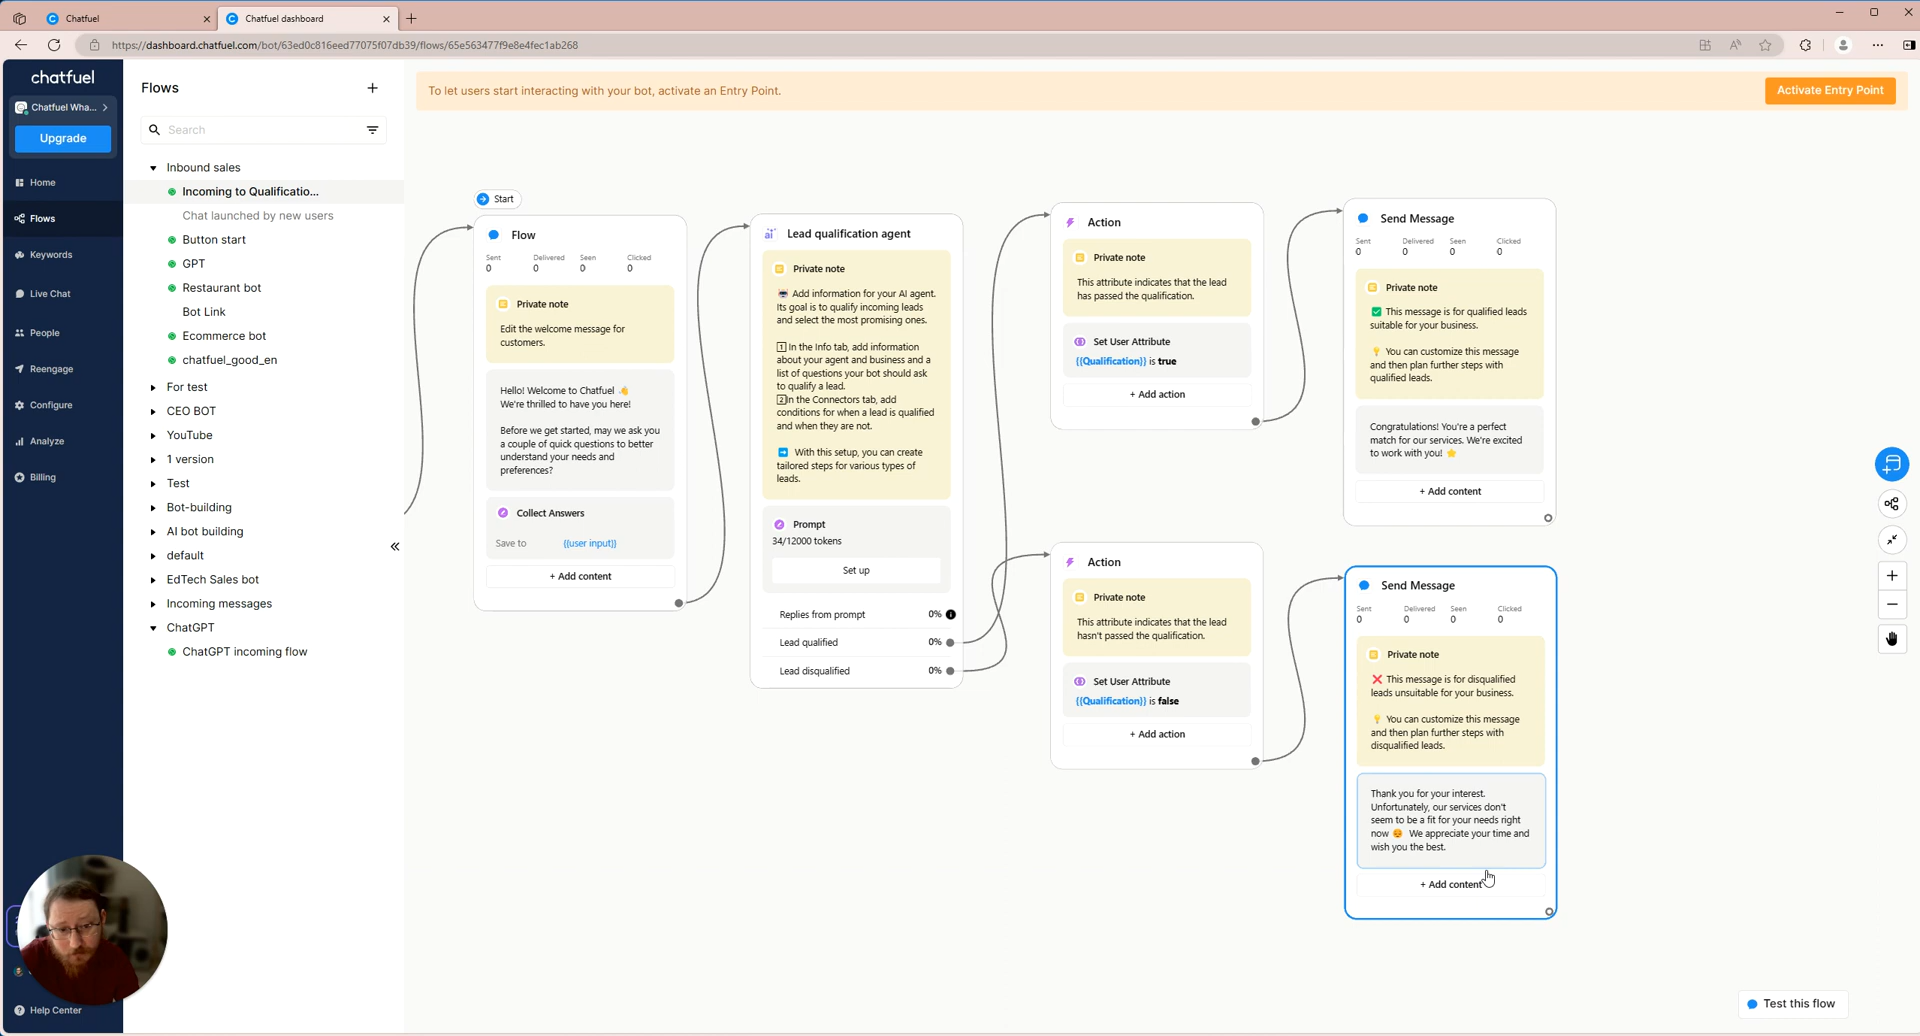 Chatfuel
Chatfuel dashboard
https://dashboard.chatfuel.com/bot/63ed0c816eed77075f07db39/flows/65e563477f9e8e4fec1ab268
chatfuel
Chatfuel Wha...
Upgrade
Home
Flows
Keywords
Live Chat
People
Reengage
Configure
Analyze
Billing
Help Center
Flows
Search
Inbound sales
Incoming to Qualificatio...
Chat launched by new users
Button start
GPT
Restaurant bot
Bot Link
Ecommerce bot
chatfuel_good_en
For test
CEO BOT
YouTube
1 version
Test
Bot-building
AI bot building
default
EdTech Sales bot
Incoming messages
ChatGPT
ChatGPT incoming flow
To let users start interacting with your bot, activate an Entry Point.
Activate Entry Point
Start
Flow
Sent Delivered Seen Clicked
0 0 0 0
Private note
Edit the welcome message for
customers.
Hello! Welcome to Chatfuel 👋
We're thrilled to have you here!
Before we get started, may we ask you
a couple of quick questions to better
understand your needs and
preferences?
Collect Answers
Save to {{user input}}
+ Add content
Lead qualification agent
Private note
Add information for your AI agent.
Its goal is to qualify incoming leads
and select the most promising ones.
1 In the Info tab, add information
about your agent and business and a
list of questions your bot should ask
to qualify a lead.
2 In the Connectors tab, add
conditions for when a lead is qualified
and when they are not.
➡️ With this setup, you can create
tailored steps for various types of
leads.
Prompt
34/12000 tokens
Set up
Replies from prompt 0%
Lead qualified 0%
Lead disqualified 0%
Action
Private note
This attribute indicates that the lead
has passed the qualification.
Set User Attribute
{{Qualification}} is true
+ Add action
Action
Private note
This attribute indicates that the lead
hasn't passed the qualification.
Set User Attribute
{{Qualification}} is false
+ Add action
Send Message
Sent Delivered Seen Clicked
0 0 0 0
Private note
✅ This message is for qualified leads
suitable for your business.
💡 You can customize this message
and then plan further steps with
qualified leads.
Congratulations! You're a perfect
match for our services. We're excited
to work with you! ⭐
+ Add content
Send Message
Sent Delivered Seen Clicked
0 0 0 0
Private note
❌ This message is for disqualified
leads unsuitable for your business.
💡 You can customize this message
and then plan further steps with
disqualified leads.
Thank you for your interest.
Unfortunately, our services don't
seem to be a fit for your needs right
now 😔 We appreciate your time and
wish you the best.
+ Add content
Test this flow